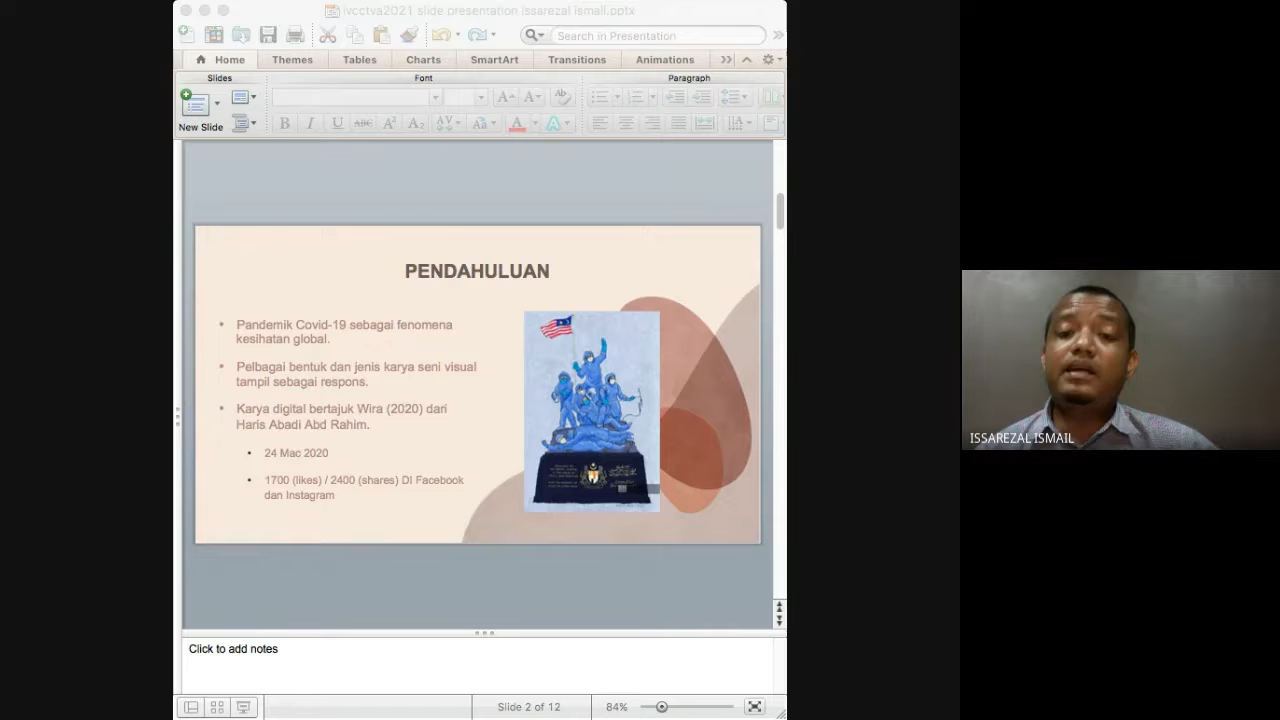 ivcctva2021 slide presentation issarezal ismail.pptx
Search in Presentation
Home
Themes
Tables
Charts
SmartArt
Transitions
Animations
Slides
Font
Paragraph
New Slide
PENDAHULUAN
• Pandemik Covid-19 sebagai fenomena
kesihatan global.
• Pelbagai bentuk dan jenis karya seni visual
tampil sebagai respons.
• Karya digital bertajuk Wira (2020) dari
Haris Abadi Abd Rahim.
• 24 Mac 2020
• 1700 (likes) / 2400 (shares) DI Facebook
dan Instagram
ISSAREZAL ISMAIL
Click to add notes
Slide 2 of 12
84%